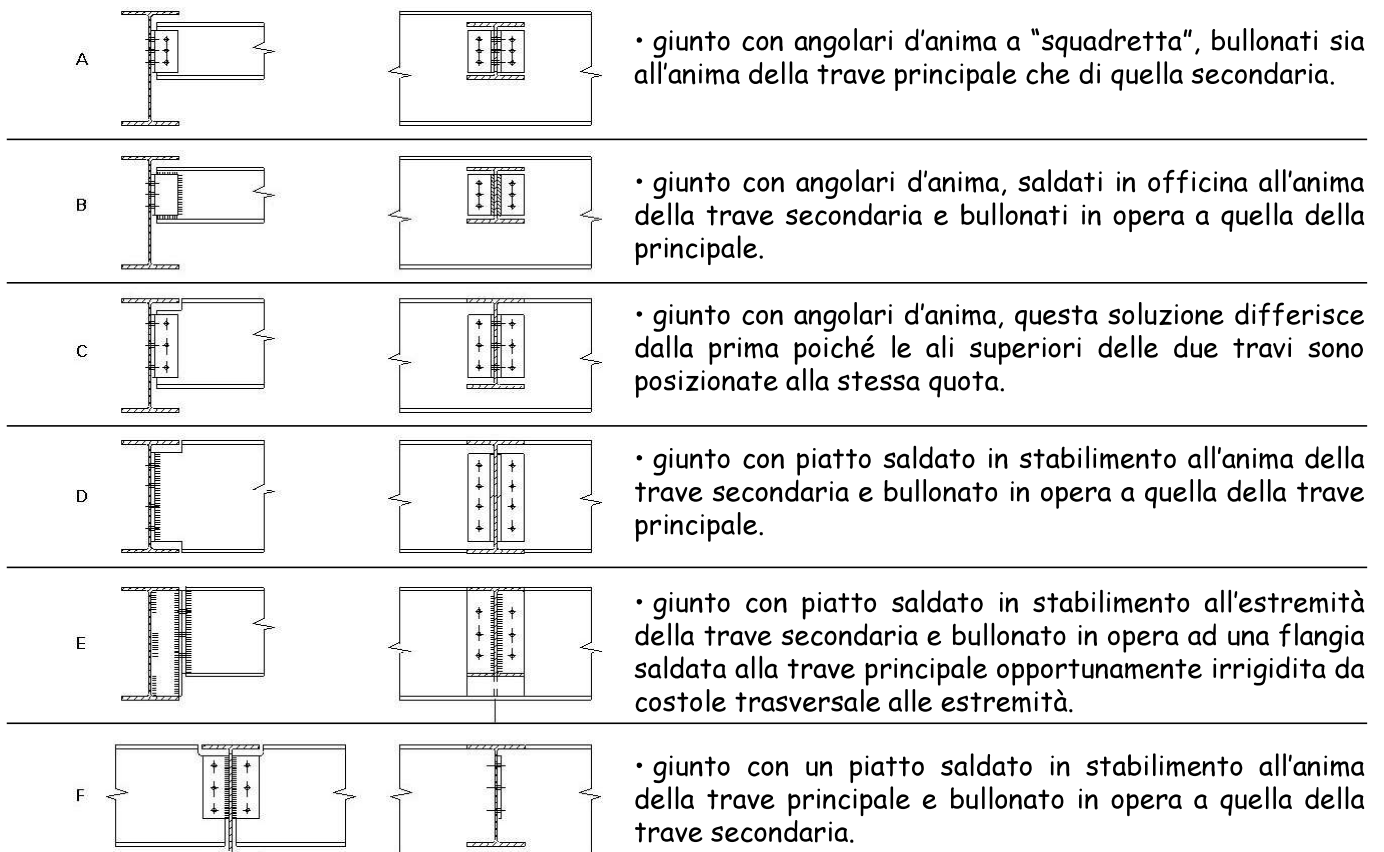 A
• giunto con angolari d’anima a “squadretta”, bullonati sia
all’anima della trave principale che di quella secondaria.
B
• giunto con angolari d’anima, saldati in officina all’anima
della trave secondaria e bullonati in opera a quella della
principale.
C
• giunto con angolari d’anima, questa soluzione differisce
dalla prima poiché le ali superiori delle due travi sono
posizionate alla stessa quota.
D
• giunto con piatto saldato in stabilimento all’anima della
trave secondaria e bullonato in opera a quella della trave
principale.
E
• giunto con piatto saldato in stabilimento all’estremità
della trave secondaria e bullonato in opera ad una flangia
saldata alla trave principale opportunamente irrigidita da
costole trasversale alle estremità.
F
• giunto con un piatto saldato in stabilimento all’anima
della trave principale e bullonato in opera a quella della
trave secondaria.